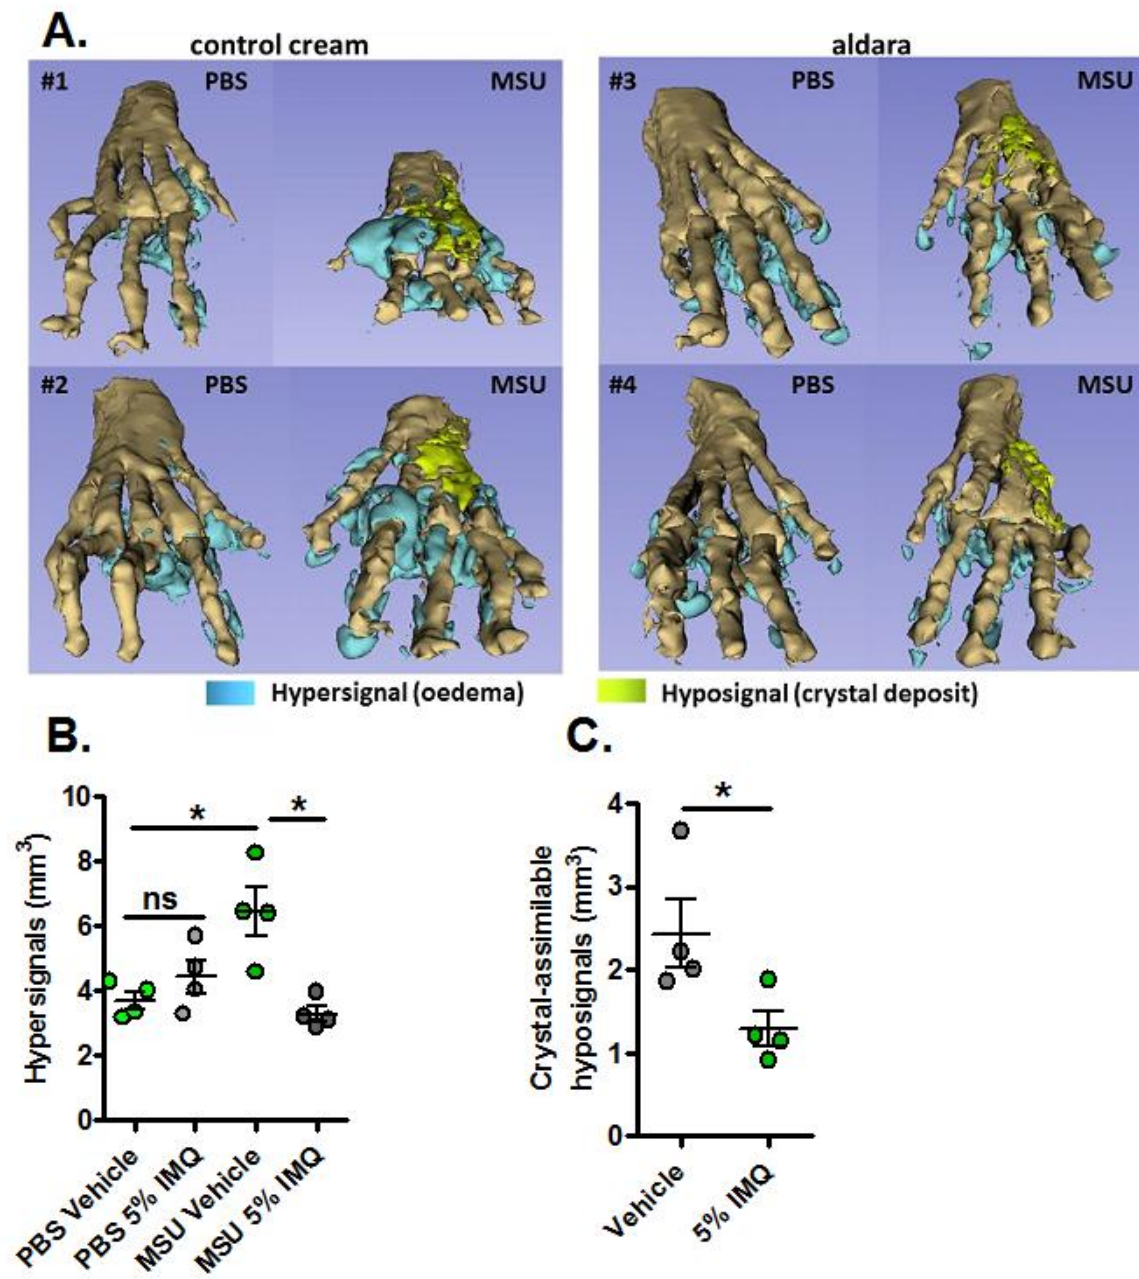 A.
control cream
aldara
#1 PBS MSU
#3 PBS MSU
#2 PBS MSU
#4 PBS MSU
Hypersignal (oedema)
Hyposignal (crystal deposit)
B.
Hypersignals (mm³)
10
8
6
4
2
0
*
*
ns
PBS Vehicle
PBS 5% IMQ
MSU Vehicle
MSU 5% IMQ
C.
Crystal-assimilable
hyposignals (mm³)
4
3
2
1
0
*
Vehicle
5% IMQ